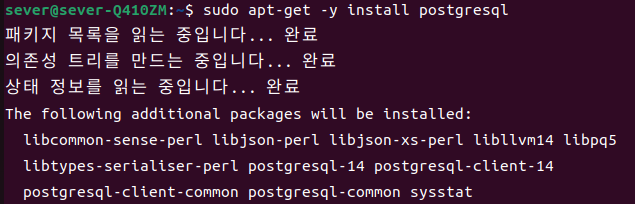 sever@sever-Q410ZM:~$ sudo apt-get -y install postgresql
패키지 목록을 읽는 중입니다... 완료
의존성 트리를 만드는 중입니다... 완료
상태 정보를 읽는 중입니다... 완료
The following additional packages will be installed:
  libcommon-sense-perl libjson-perl libjson-xs-perl libllvm14 libpq5
  libtypes-serialiser-perl postgresql-14 postgresql-client-14
  postgresql-client-common postgresql-common sysstat